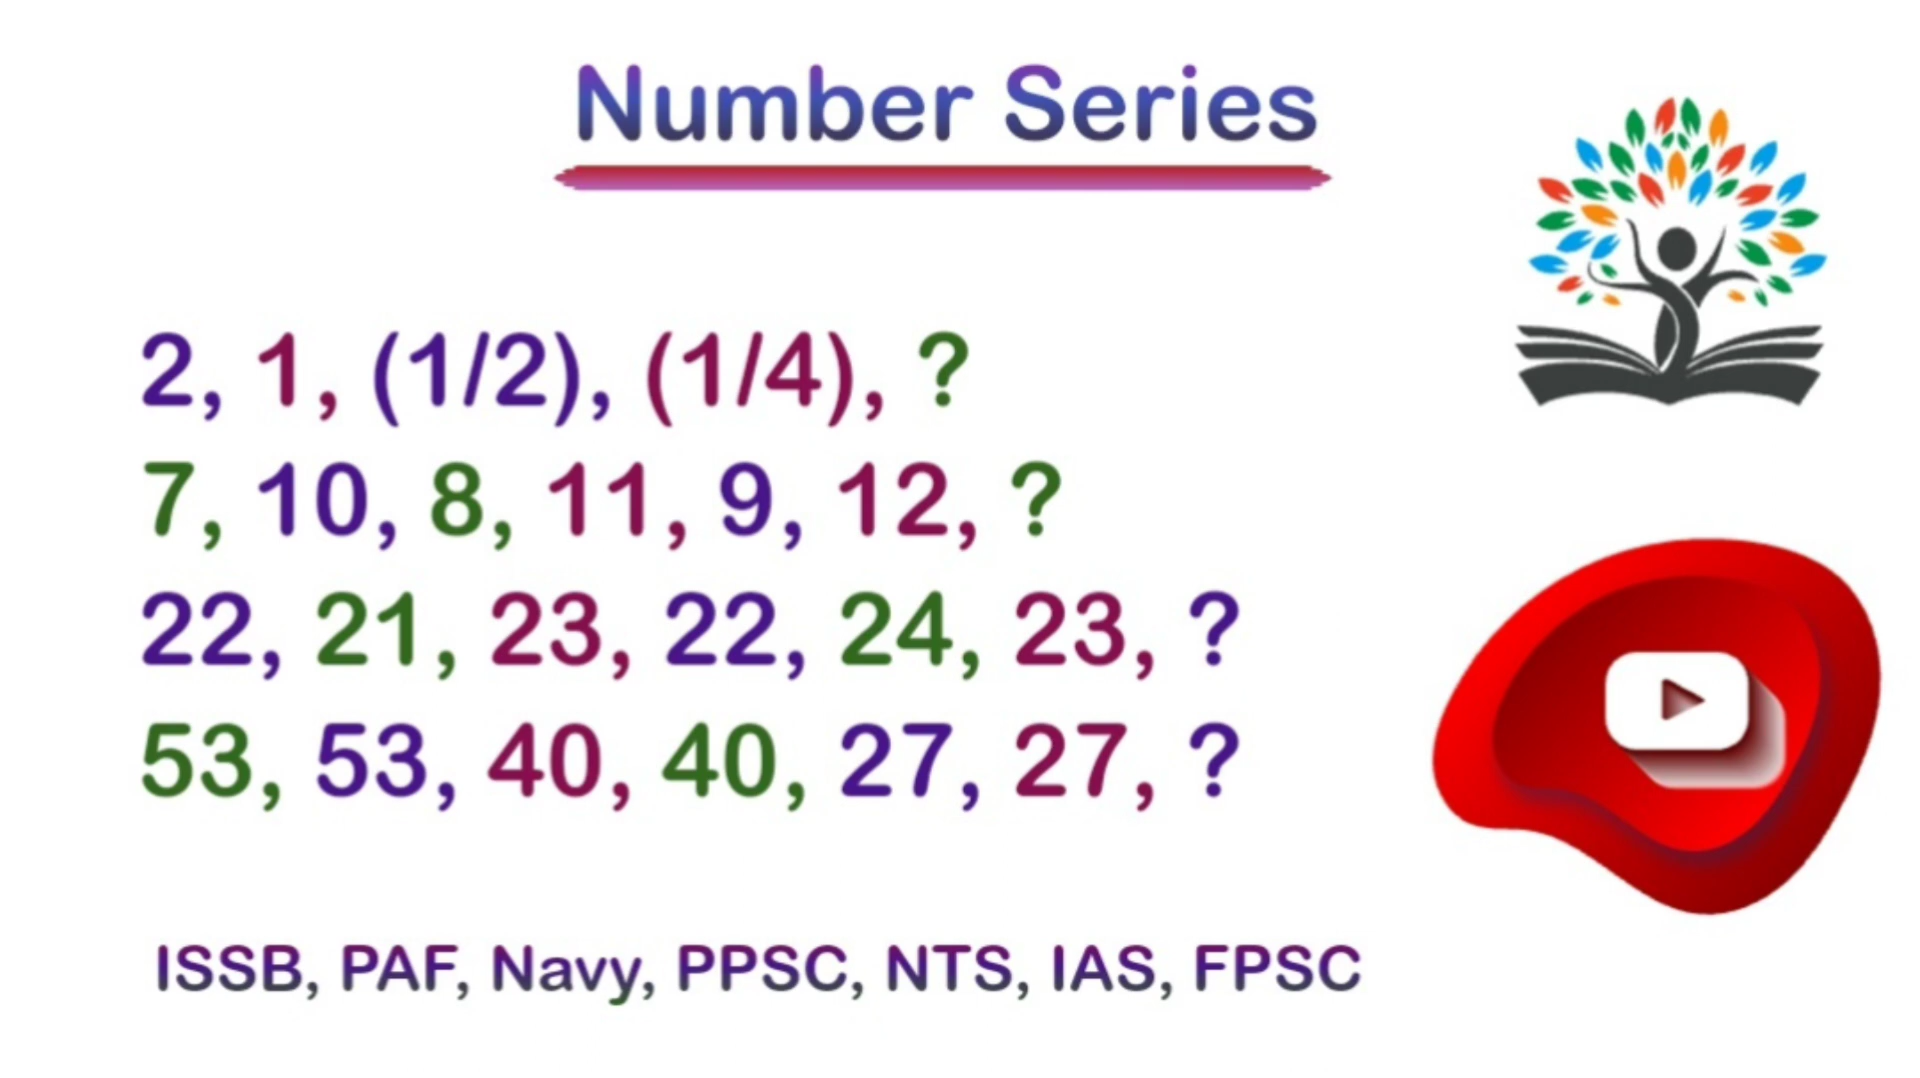 Number Series
2, 1, (1/2), (1/4), ?
7, 10, 8, 11, 9, 12, ?
22, 21, 23, 22, 24, 23, ?
53, 53, 40, 40, 27, 27, ?
ISSB, PAF, Navy, PPSC, NTS, IAS, FPSC